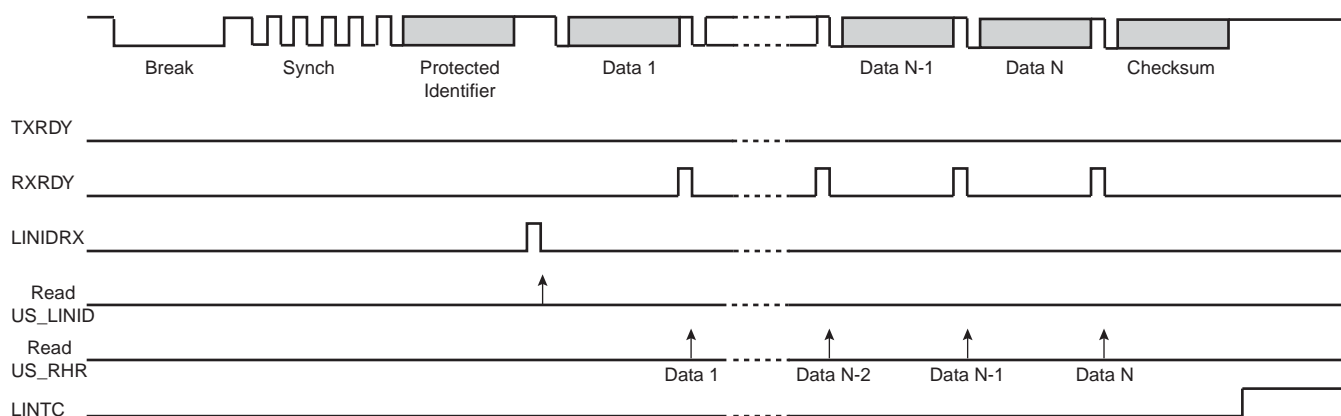 Break Synch Protected Identifier Data 1 Data N-1 Data N Checksum
TXRDY
RXRDY
LINIDRX
Read
US_LINID
Read
US_RHR
Data 1 Data N-2 Data N-1 Data N
LINTC